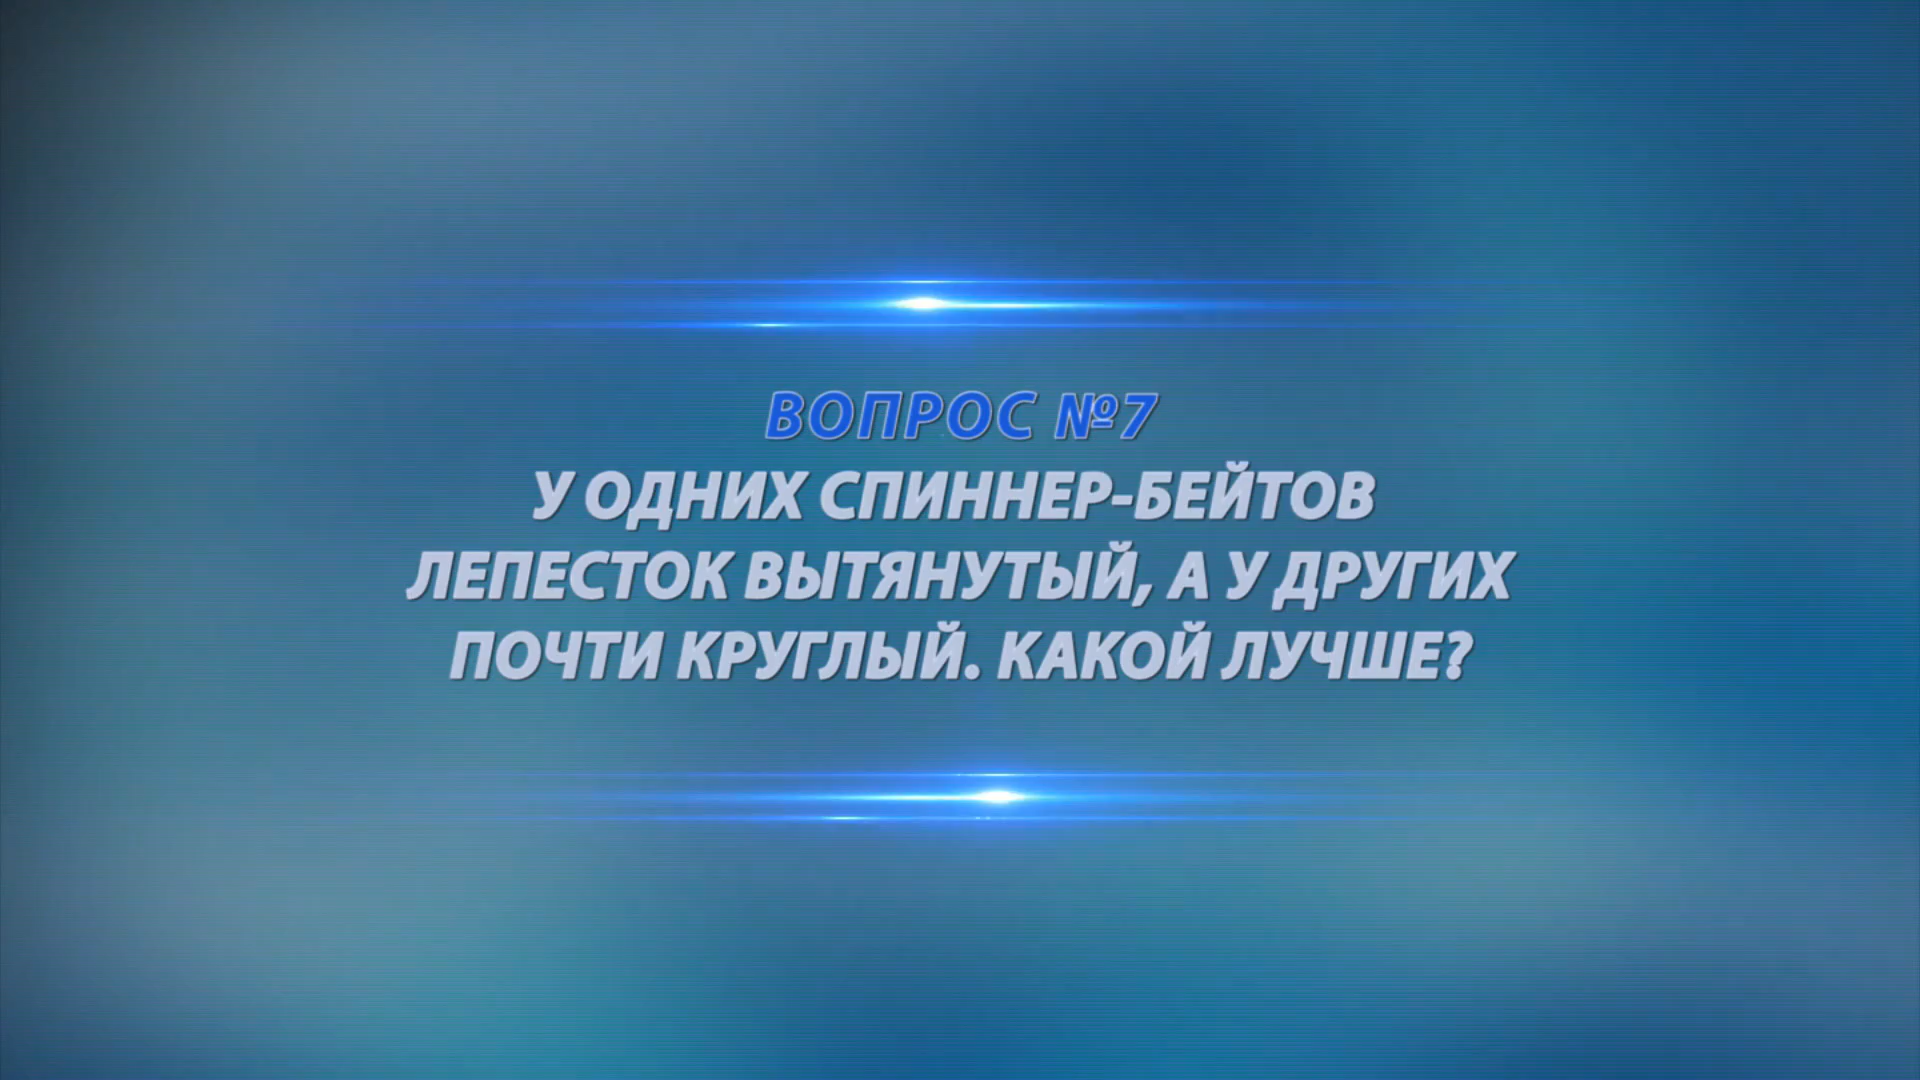 ВОПРОС №7
У ОДНИХ СПИННЕР-БЕЙТОВ
ЛЕПЕСТОК ВЫТЯНУТЫЙ, А У ДРУГИХ
ПОЧТИ КРУГЛЫЙ. КАКОЙ ЛУЧШЕ?